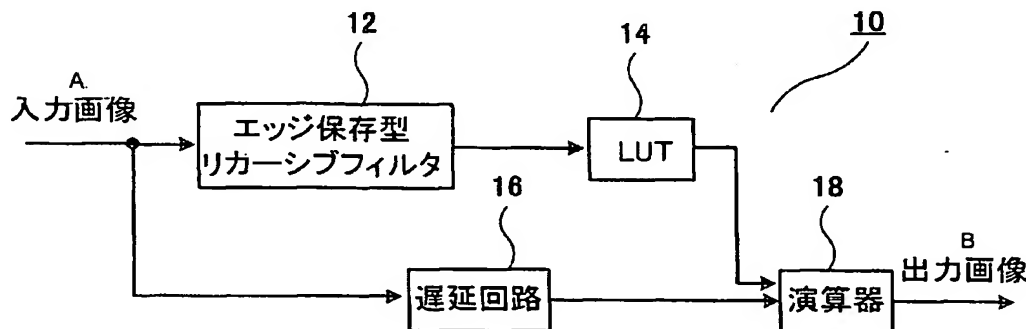 12
14
10
A.
入力画像
エッジ保存型
リカーシブフィルタ
LUT
16
18
B
出力画像
遅延回路
演算器